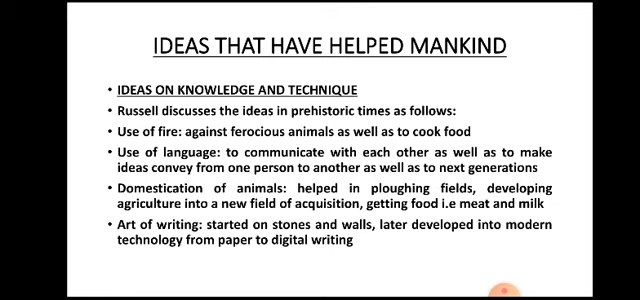 IDEAS THAT HAVE HELPED MANKIND
• IDEAS ON KNOWLEDGE AND TECHNIQUE
• Russell discusses the ideas in prehistoric times as follows:
• Use of fire: against ferocious animals as well as to cook food
• Use of language: to communicate with each other as well as to make
ideas convey from one person to another as well as to next generations
• Domestication of animals: helped in ploughing fields, developing
agriculture into a new field of acquisition, getting food i.e meat and milk
• Art of writing: started on stones and walls, later developed into modern
technology from paper to digital writing